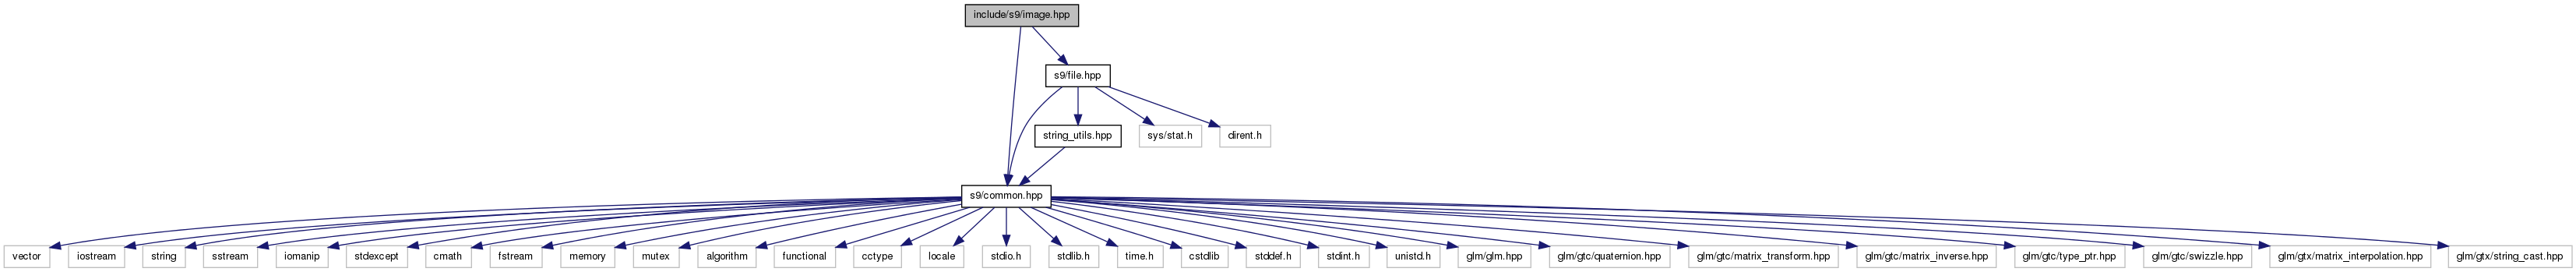 include/s9/image.hpp
s9/file.hpp
string_utils.hpp
sys/stat.h
dirent.h
s9/common.hpp
vector
iostream
string
sstream
iomanip
stdexcept
cmath
fstream
memory
mutex
algorithm
functional
cctype
locale
stdio.h
stdlib.h
time.h
cstdlib
stddef.h
stdint.h
unistd.h
glm/glm.hpp
glm/gtc/quaternion.hpp
glm/gtc/matrix_transform.hpp
glm/gtc/matrix_inverse.hpp
glm/gtc/type_ptr.hpp
glm/gtc/swizzle.hpp
glm/gtx/matrix_interpolation.hpp
glm/gtx/string_cast.hpp